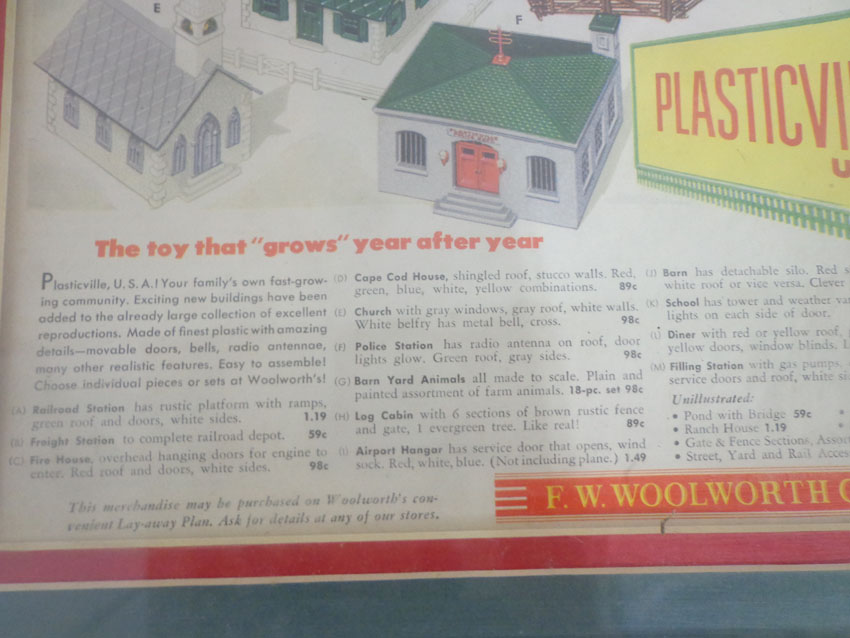 E
F
PLASTICVI
U
The toy that "grows" year after year
Plasticville, U. S. A.! Your family's own fast-grow-
ing community. Exciting new buildings have been
added to the already large collection of excellent
reproductions. Made of finest plastic with amazing
details—movable doors, bells, radio antennae,
many other realistic features. Easy to assemble!
Choose individual pieces or sets at Woolworth's!
(A) Railroad Station has rustic platform with ramps,
green roof and doors, white sides. 1.19
(B) Freight Station to complete railroad depot. 59c
(C) Fire House, overhead hanging doors for engine to
enter. Red roof and doors, white sides. 98c
(D) Cape Cod House, shingled roof, stucco walls. Red,
green, blue, white, yellow combinations. 89c
(E) Church with gray windows, gray roof, white walls.
White belfry has metal bell, cross. 98c
(F) Police Station has radio antenna on roof, door
lights glow. Green roof, gray sides. 98c
(G) Barn Yard Animals all made to scale. Plain and
painted assortment of farm animals. 18-pc. set 98c
(H) Log Cabin with 6 sections of brown rustic fence
and gate, 1 evergreen tree. Like real! 89c
(I) Airport Hangar has service door that opens, wind
sock. Red, white, blue. (Not including plane.) 1.49
(J) Barn has detachable silo. Red
white roof or vice versa. Clever
(K) School has tower and weather va
lights on each side of door.
(L) Diner with red or yellow roof,
yellow doors, window blinds.
(M) Filling Station with gas pumps,
service doors and roof, white si
Unillustrated:
• Pond with Bridge 59c
• Ranch House 1.19
• Gate & Fence Sections, Assor
• Street, Yard and Rail Acces
This merchandise may be purchased on Woolworth's con-
venient Lay-away Plan. Ask for details at any of our stores.
F. W. WOOLWORTH C